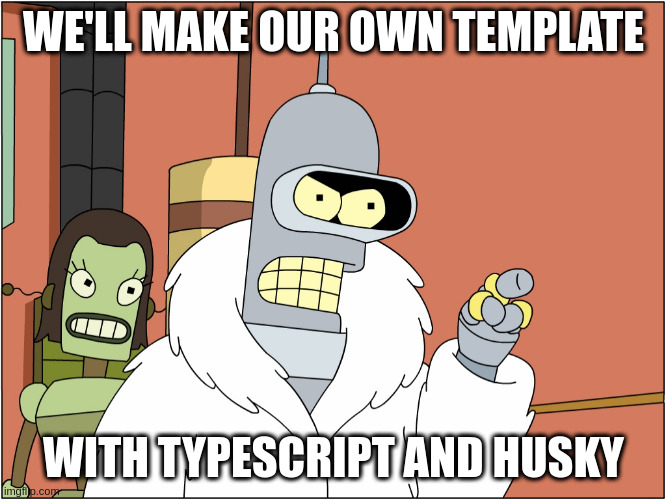 WE'LL MAKE OUR OWN TEMPLATE
WITH TYPESCRIPT AND HUSKY
imgflip.com